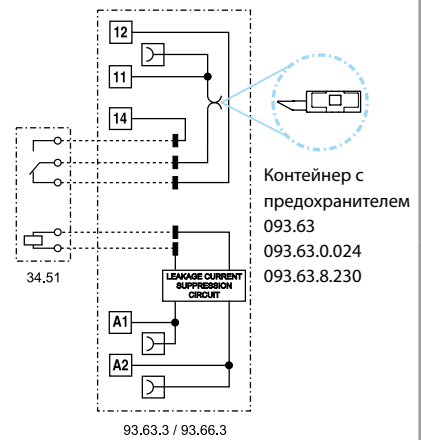 12
11
14
Контейнер с
предохранителем
093.63
093.63.0.024
093.63.8.230
34.51
LEAKAGE CURRENT
SUPPRESSION
CIRCUIT
A1
A2
93.63.3 / 93.66.3